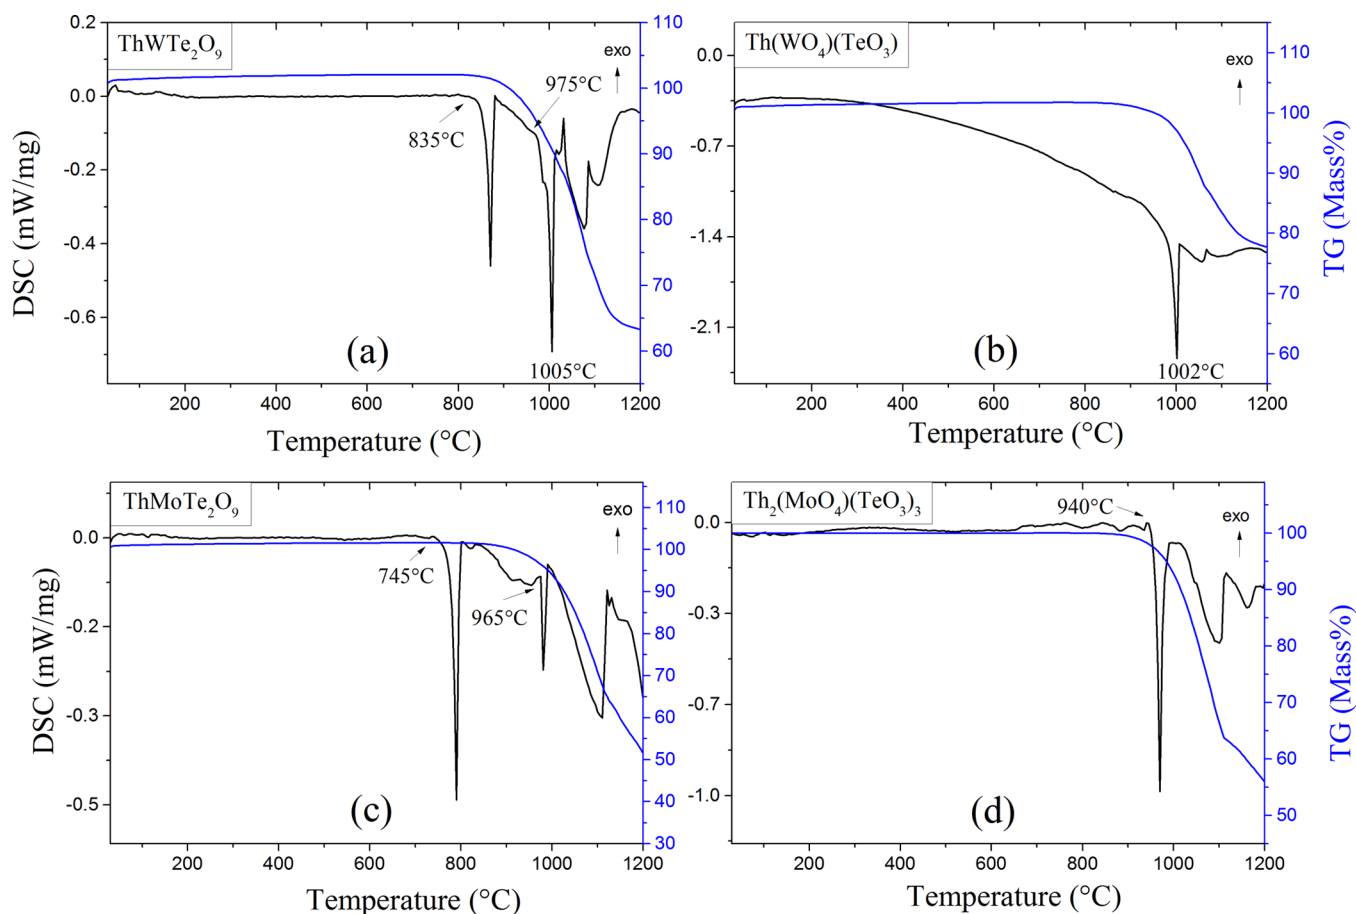 ThWTe₂O₉
exo
975°C
835°C
1005°C
(a)
0.2
0.0
-0.2
-0.4
-0.6
110
100
90
80
70
60
200 400 600 800 1000 1200
DSC (mW/mg)
Temperature (°C)
Th(WO₄)(TeO₃)
exo
1002°C
(b)
0.0
-0.7
-1.4
-2.1
110
100
90
80
70
60
200 400 600 800 1000 1200
TG (Mass%)
Temperature (°C)
ThMoTe₂O₉
exo
745°C
965°C
(c)
0.0
-0.2
-0.3
-0.5
110
100
90
80
70
60
50
40
30
200 400 600 800 1000 1200
DSC (mW/mg)
Temperature (°C)
Th₂(MoO₄)(TeO₃)₃
940°C
exo
(d)
0.0
-0.3
-0.7
-1.0
100
90
80
70
60
50
200 400 600 800 1000 1200
TG (Mass%)
Temperature (°C)